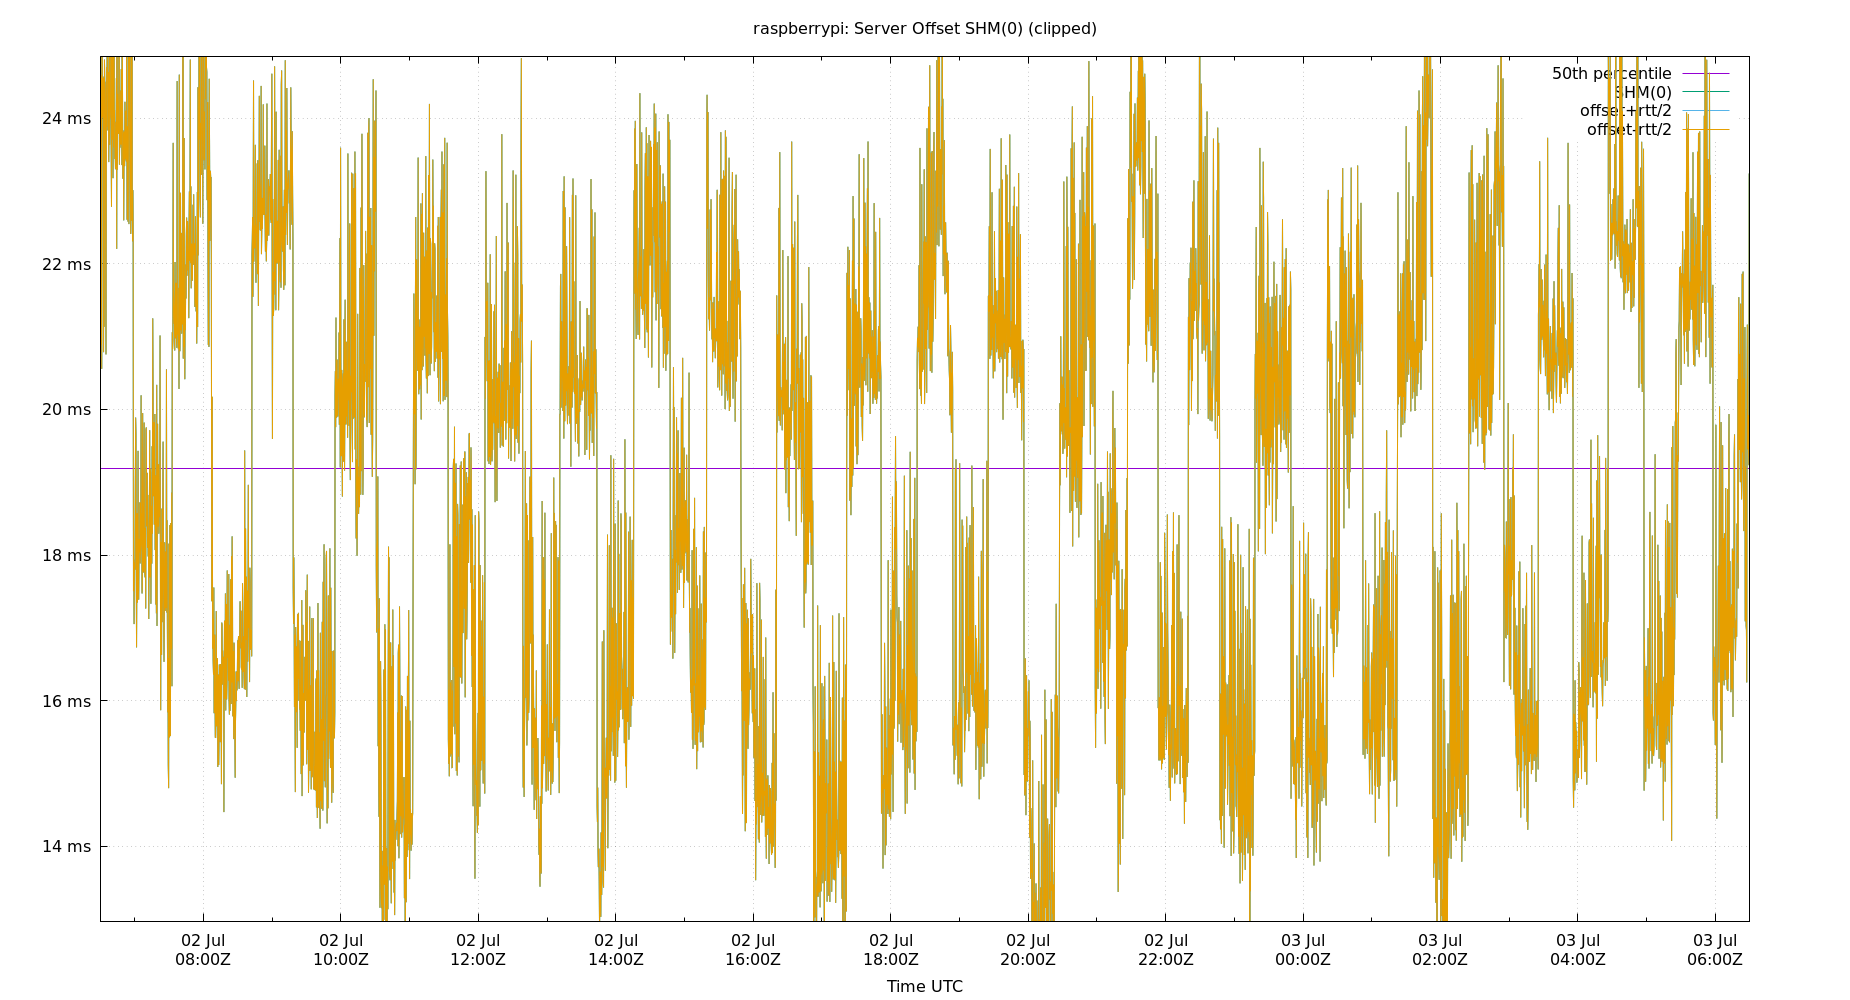 raspberrypi: Server Offset SHM(0) (clipped)
50th percentile
SHM(0)
offset+rtt/2
offset-rtt/2
24 ms
22 ms
20 ms
18 ms
16 ms
14 ms
02 Jul 02 Jul 02 Jul 02 Jul 02 Jul 02 Jul 02 Jul 02 Jul 03 Jul 03 Jul 03 Jul 03 Jul
08:00Z 10:00Z 12:00Z 14:00Z 16:00Z 18:00Z 20:00Z 22:00Z 00:00Z 02:00Z 04:00Z 06:00Z
Time UTC